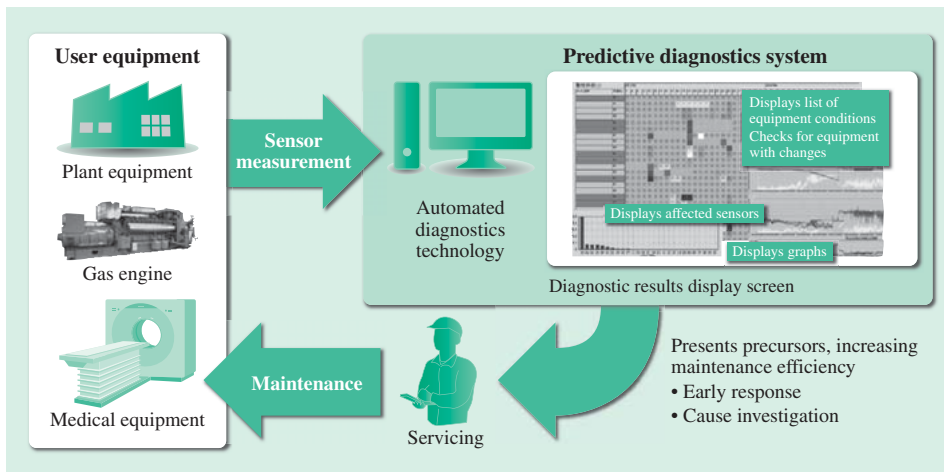 User equipment
Plant equipment
Gas engine
Medical equipment
Sensor
measurement
Predictive diagnostics system
Automated
diagnostics
technology
Displays list of
equipment conditions
Checks for equipment
with changes
Displays affected sensors
Displays graphs
Diagnostic results display screen
Maintenance
Servicing
Presents precursors, increasing
maintenance efficiency
• Early response
• Cause investigation